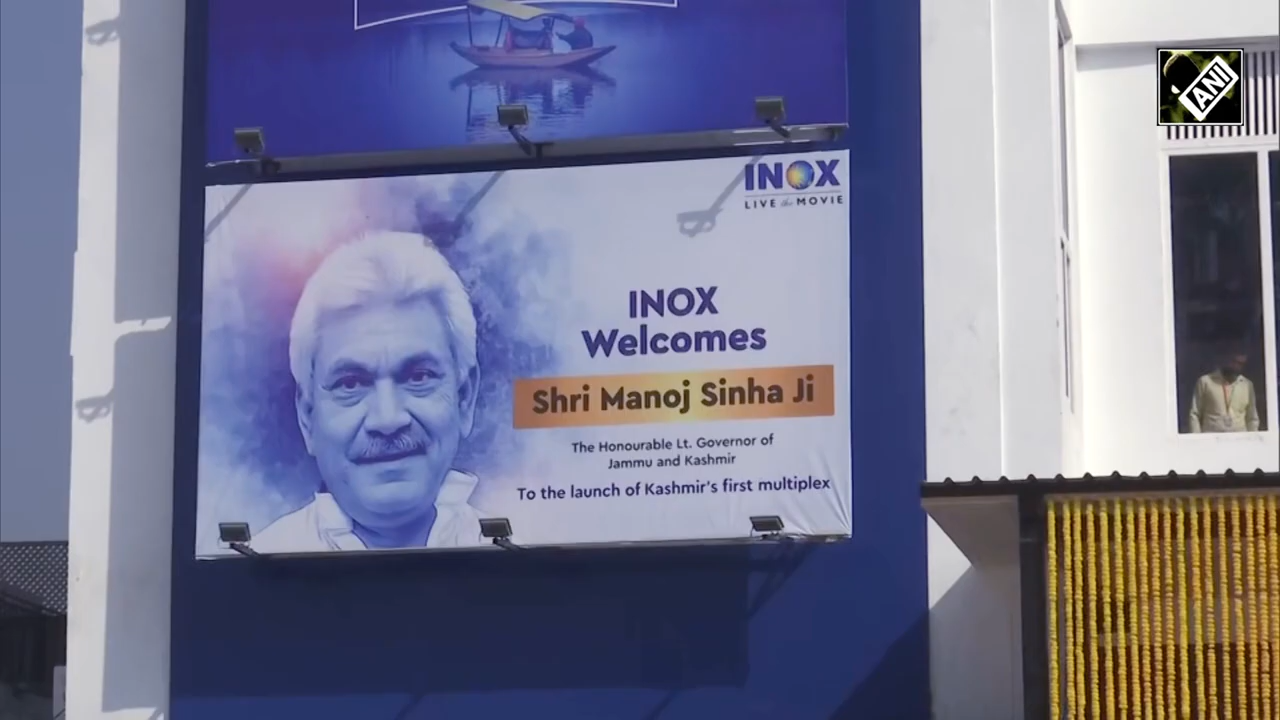 ANI
INOX
LIVE the MOVIE
INOX
Welcomes
Shri Manoj Sinha Ji
The Honourable Lt. Governor of
Jammu and Kashmir
To the launch of Kashmir's first multiplex